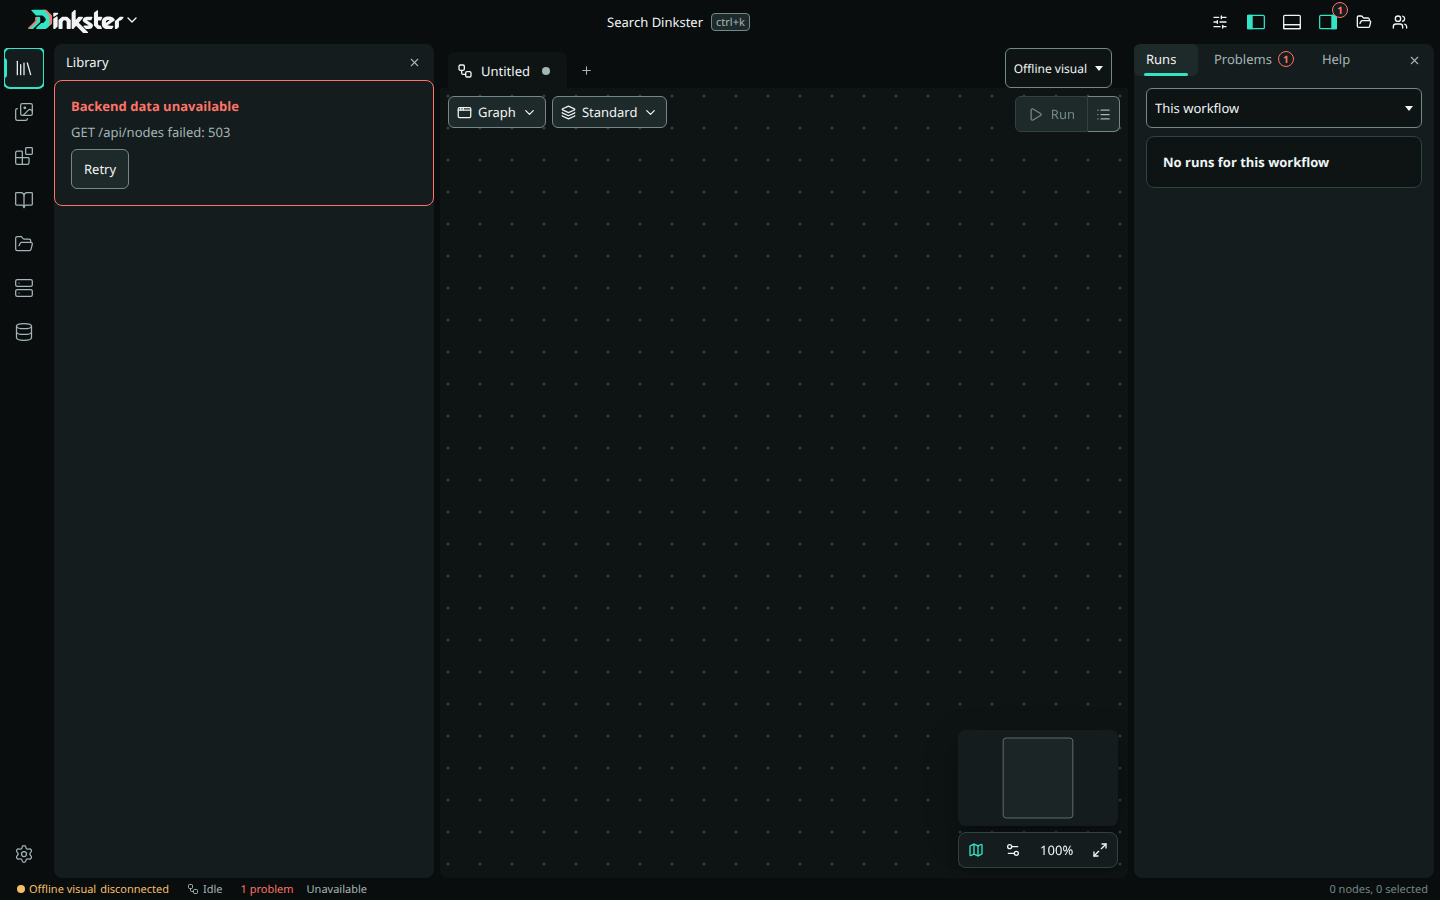 Dinkster
Search Dinkster ctrl+k
1
Library
Backend data unavailable
GET /api/nodes failed: 503
Retry
Untitled
Offline visual
Graph
Standard
Run
Runs
Problems 1
Help
This workflow
No runs for this workflow
100%
Offline visual disconnected
Idle
1 problem
Unavailable
0 nodes, 0 selected